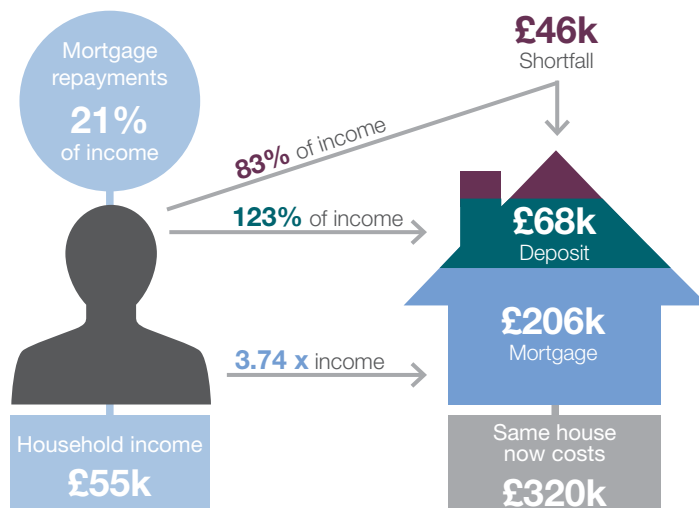 Mortgage
repayments
21%
of income
£46k
Shortfall
83% of income
123% of income
£68k
Deposit
£206k
Mortgage
3.74 x income
Household income
£55k
Same house
now costs
£320k